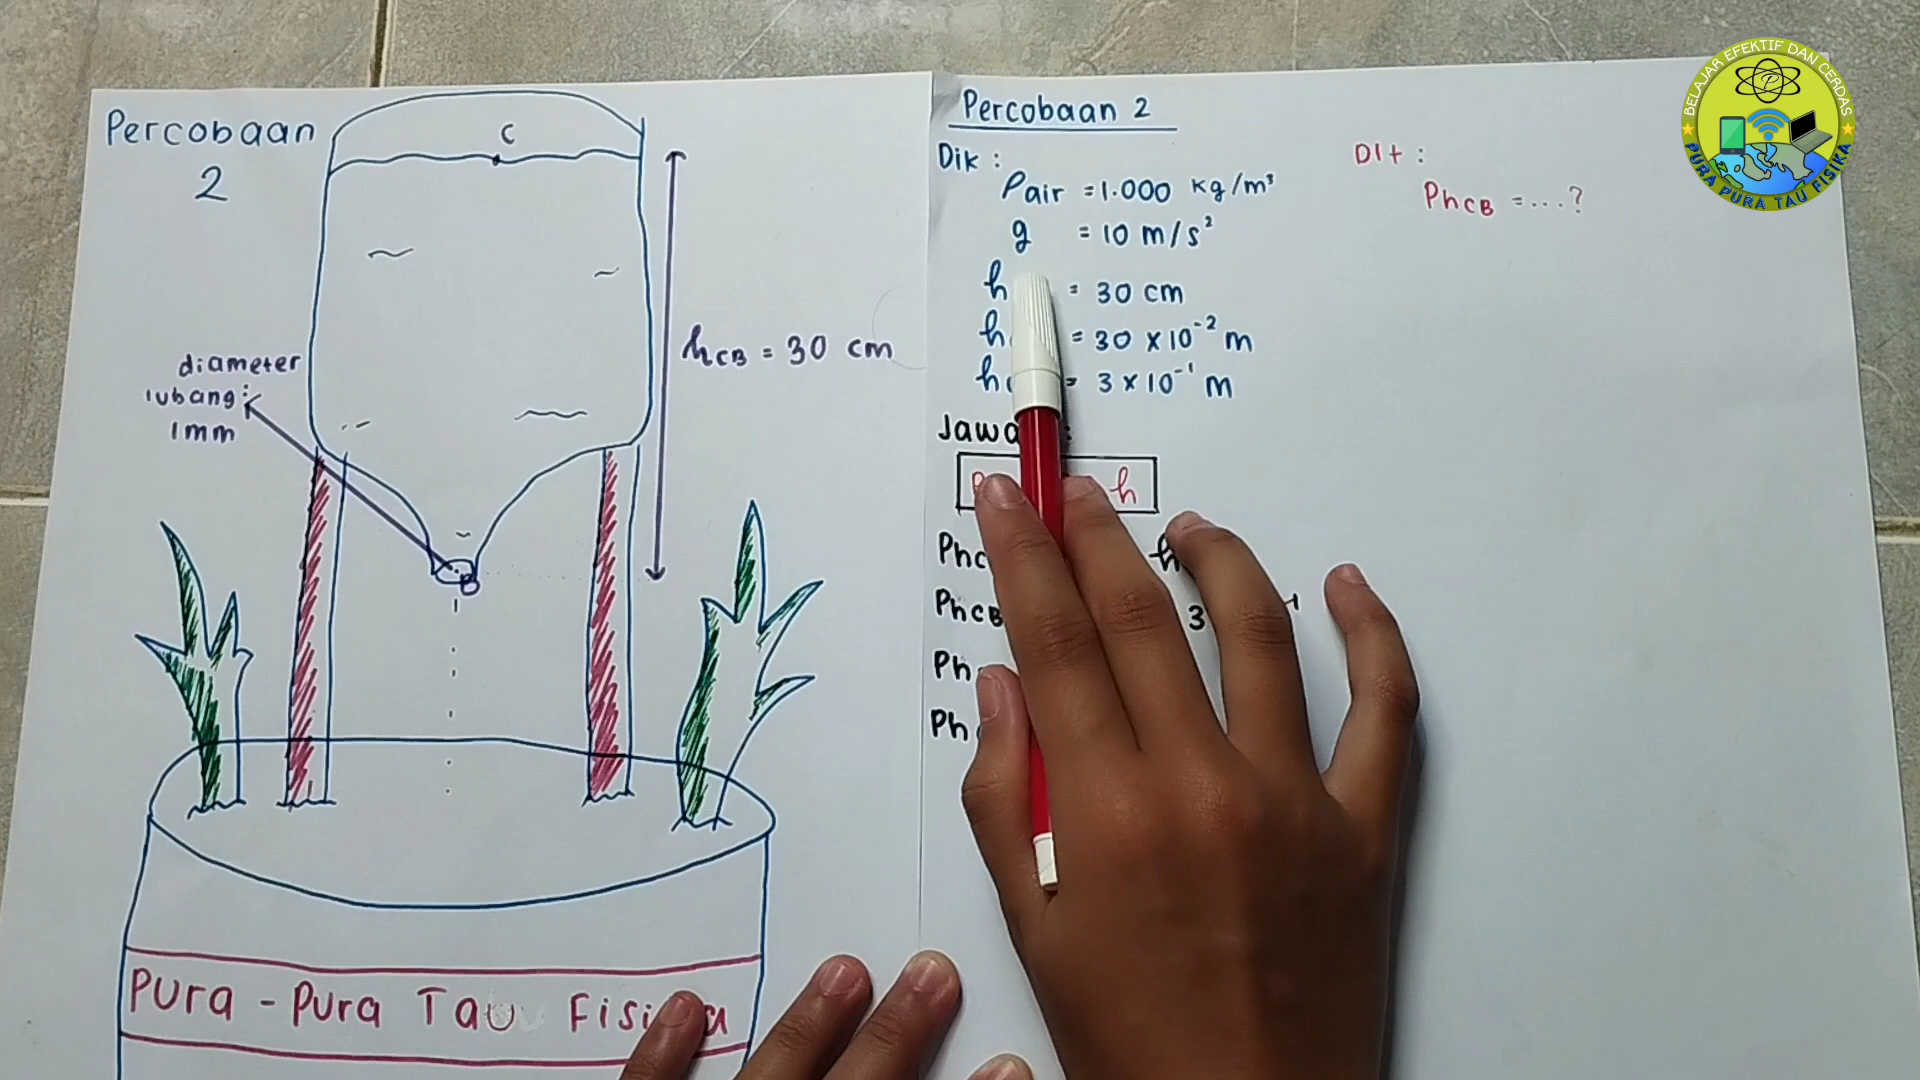 Percobaan
2
C
hCB = 30 cm
diameter
lubang :
1mm
B
PURA - PURA TAU
Percobaan 2
Dik :
ρair = 1.000 kg/m³
g = 10 m/s²
h = 30 cm
h = 30 x 10⁻² m
h = 3 x 10⁻¹ m
Dit :
PhCB = ...?
h
PhCB
3
BELAJAR EFEKTIF DAN CERDAS
PURA PURA TAU FISIKA